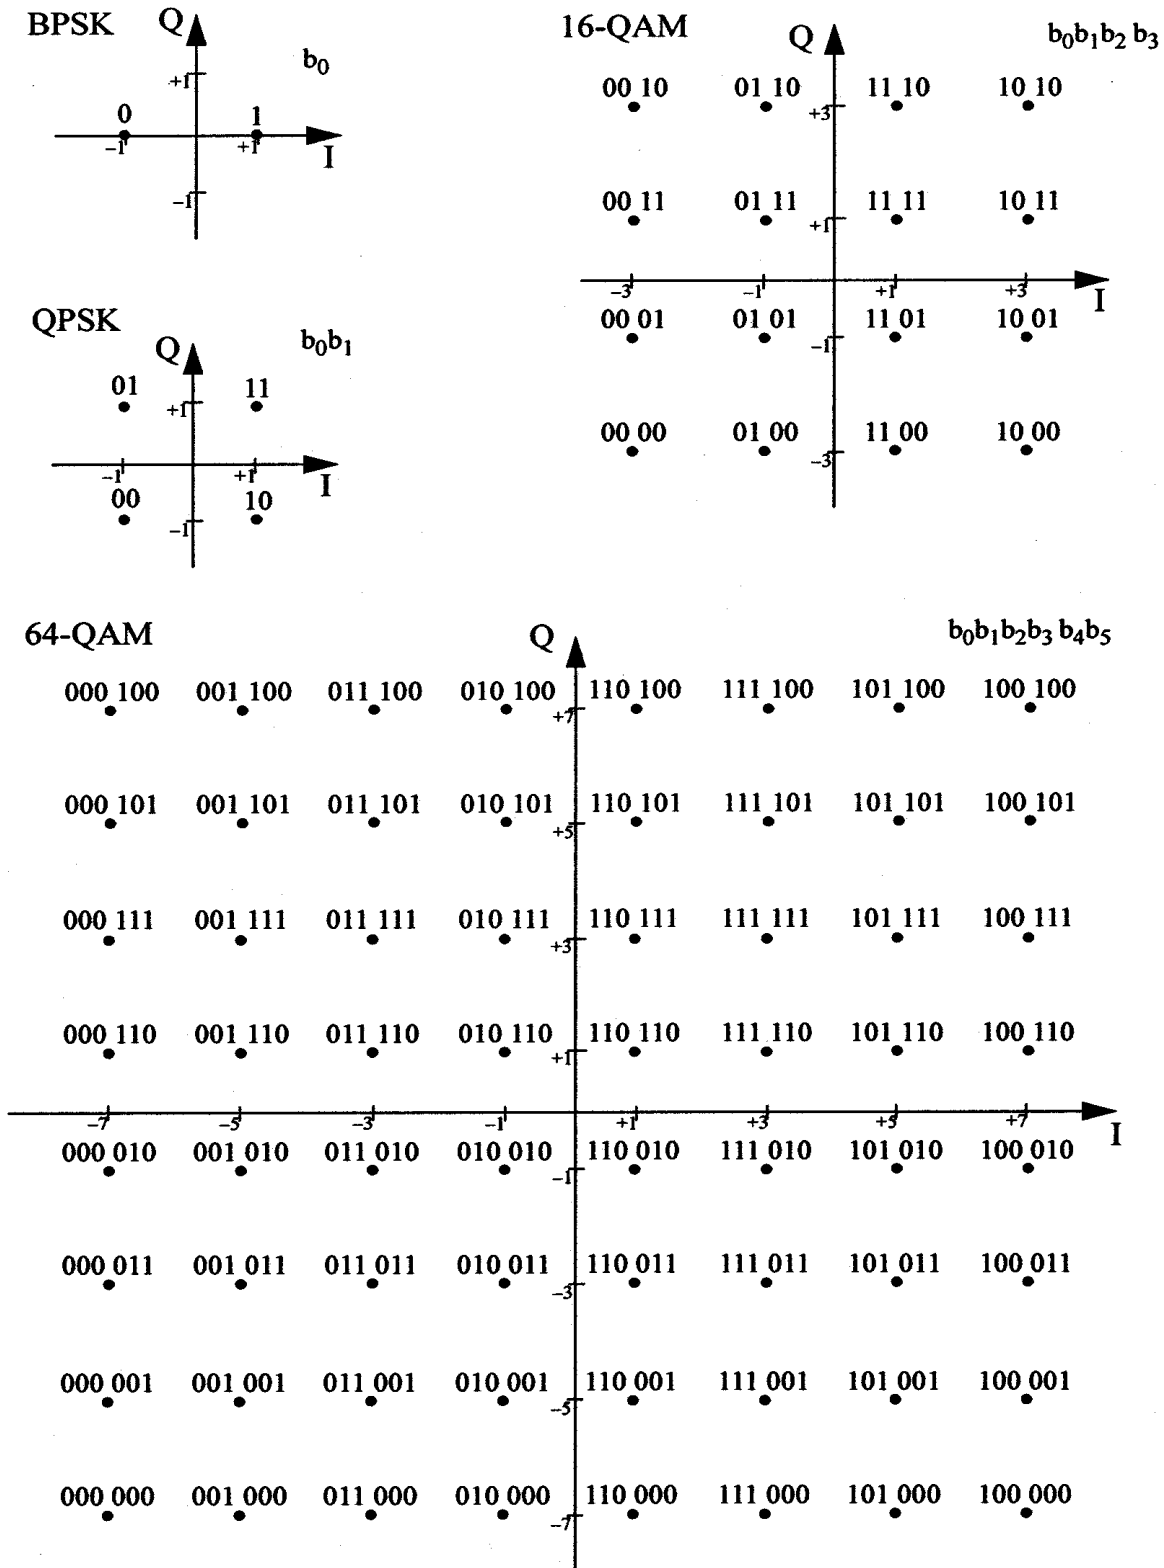 BPSK Q
b0
+1
0 1
−1 +1 I
−1
QPSK
b0b1
Q
01 11
+1
−1 +1 I
00 10
−1
16-QAM Q b0b1b2 b3
00 10 01 10 11 10 10 10
+3
00 11 01 11 11 11 10 11
+1
−3 −1 +1 +3 I
00 01 01 01 11 01 10 01
−1
00 00 01 00 11 00 10 00
−3
64-QAM Q b0b1b2b3 b4b5
000 100 001 100 011 100 010 100 110 100 111 100 101 100 100 100
+7
000 101 001 101 011 101 010 101 110 101 111 101 101 101 100 101
+5
000 111 001 111 011 111 010 111 110 111 111 111 101 111 100 111
+3
000 110 001 110 011 110 010 110 110 110 111 110 101 110 100 110
+1
−7 −5 −3 −1 +1 +3 +5 +7 I
000 010 001 010 011 010 010 010 110 010 111 010 101 010 100 010
−1
000 011 001 011 011 011 010 011 110 011 111 011 101 011 100 011
−3
000 001 001 001 011 001 010 001 110 001 111 001 101 001 100 001
−5
000 000 001 000 011 000 010 000 110 000 111 000 101 000 100 000
−7